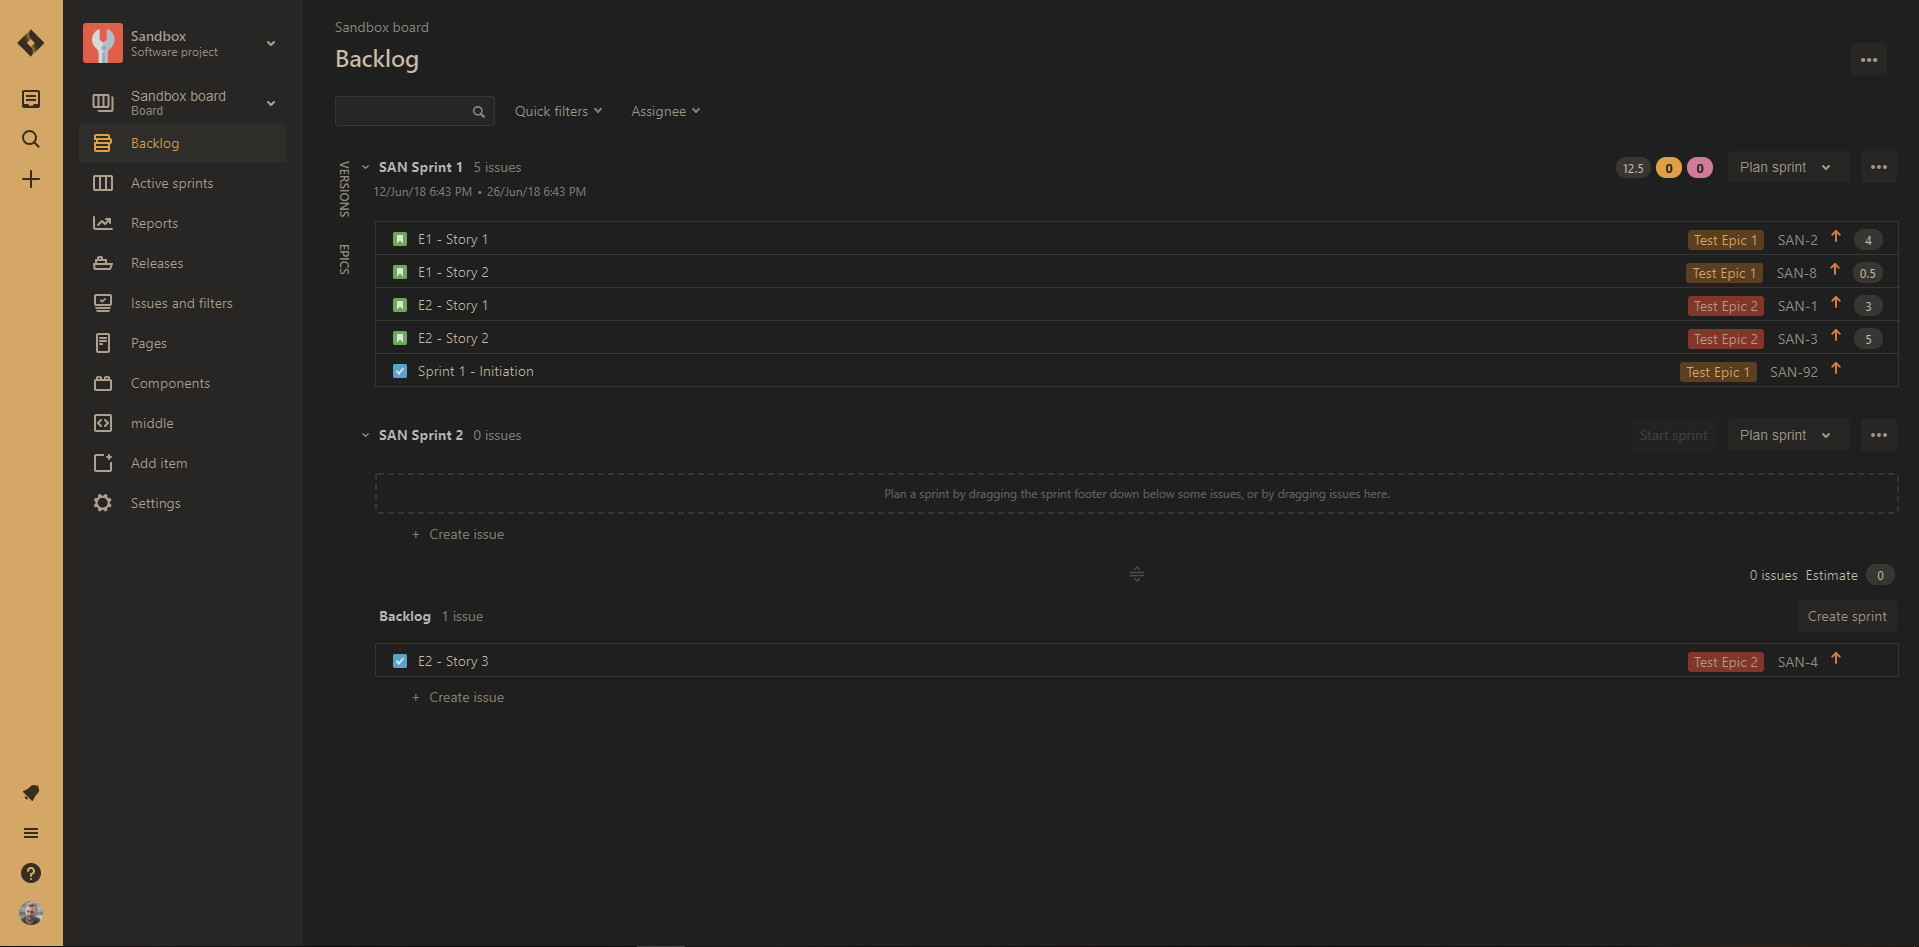 Sandbox
Software project
Sandbox board
Board
Backlog
Active sprints
Reports
Releases
Issues and filters
Pages
Components
middle
Add item
Settings
Sandbox board
Backlog
Quick filters
Assignee
VERSIONS
EPICS
SAN Sprint 1 5 issues 12.5 0 0 Plan sprint
12/Jun/18 6:43 PM • 26/Jun/18 6:43 PM
E1 - Story 1 Test Epic 1 SAN-2 4
E1 - Story 2 Test Epic 1 SAN-8 0.5
E2 - Story 1 Test Epic 2 SAN-1 3
E2 - Story 2 Test Epic 2 SAN-3 5
Sprint 1 - Initiation Test Epic 1 SAN-92
SAN Sprint 2 0 issues Start sprint Plan sprint
Plan a sprint by dragging the sprint footer down below some issues, or by dragging issues here.
+ Create issue
0 issues Estimate 0
Backlog 1 issue Create sprint
E2 - Story 3 Test Epic 2 SAN-4
+ Create issue